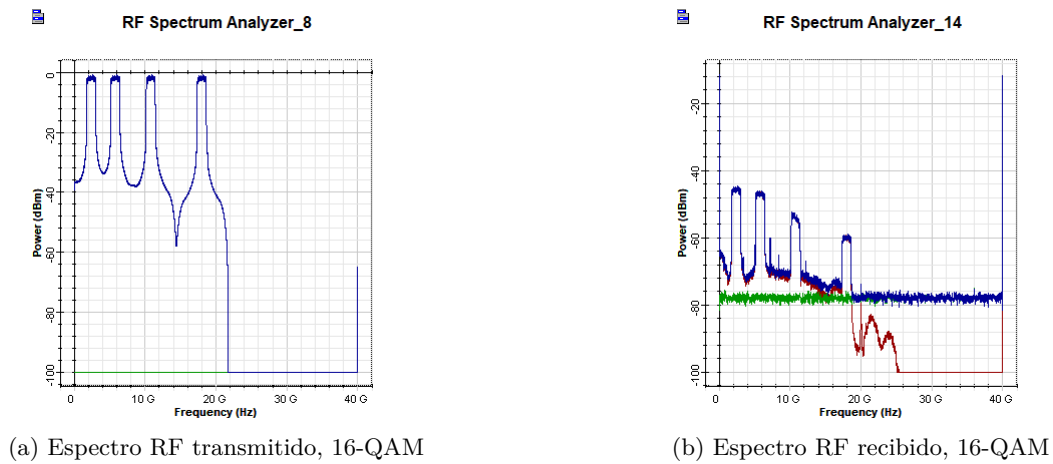 RF Spectrum Analyzer_8
0
-20
-40
-60
-80
-100
Power (dBm)
0 10 G 20 G 30 G 40 G
Frequency (Hz)
(a) Espectro RF transmitido, 16-QAM
RF Spectrum Analyzer_14
-20
-40
-60
-80
-100
Power (dBm)
0 10 G 20 G 30 G 40 G
Frequency (Hz)
(b) Espectro RF recibido, 16-QAM